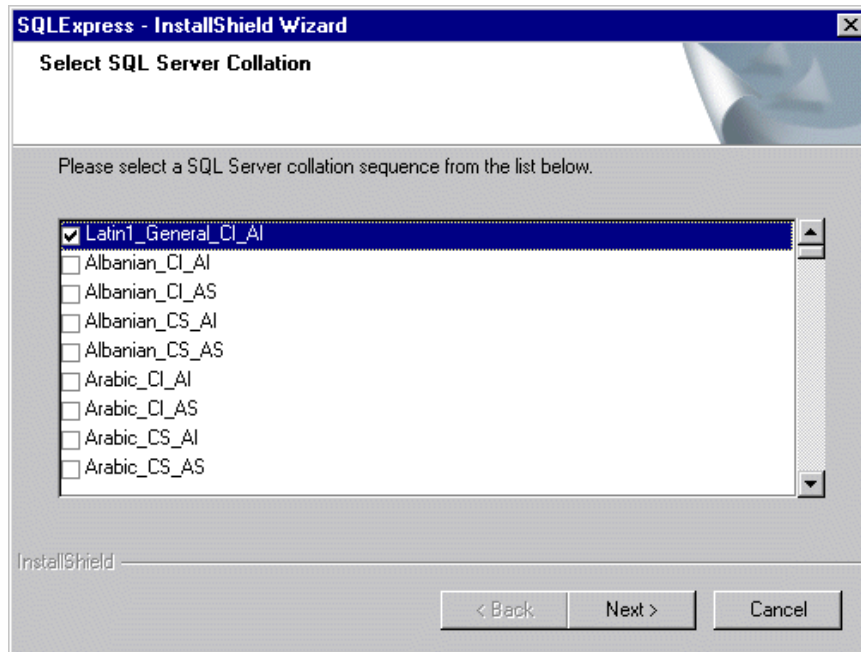 SQLExpress - InstallShield Wizard
Select SQL Server Collation
Please select a SQL Server collation sequence from the list below.
Latin1_General_CI_AI
Albanian_CI_AI
Albanian_CI_AS
Albanian_CS_AI
Albanian_CS_AS
Arabic_CI_AI
Arabic_CI_AS
Arabic_CS_AI
Arabic_CS_AS
InstallShield
< Back Next > Cancel